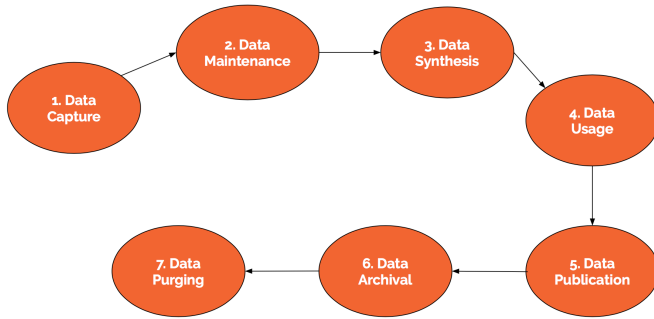 1. Data
Capture
2. Data
Maintenance
3. Data
Synthesis
4. Data
Usage
5. Data
Publication
6. Data
Archival
7. Data
Purging